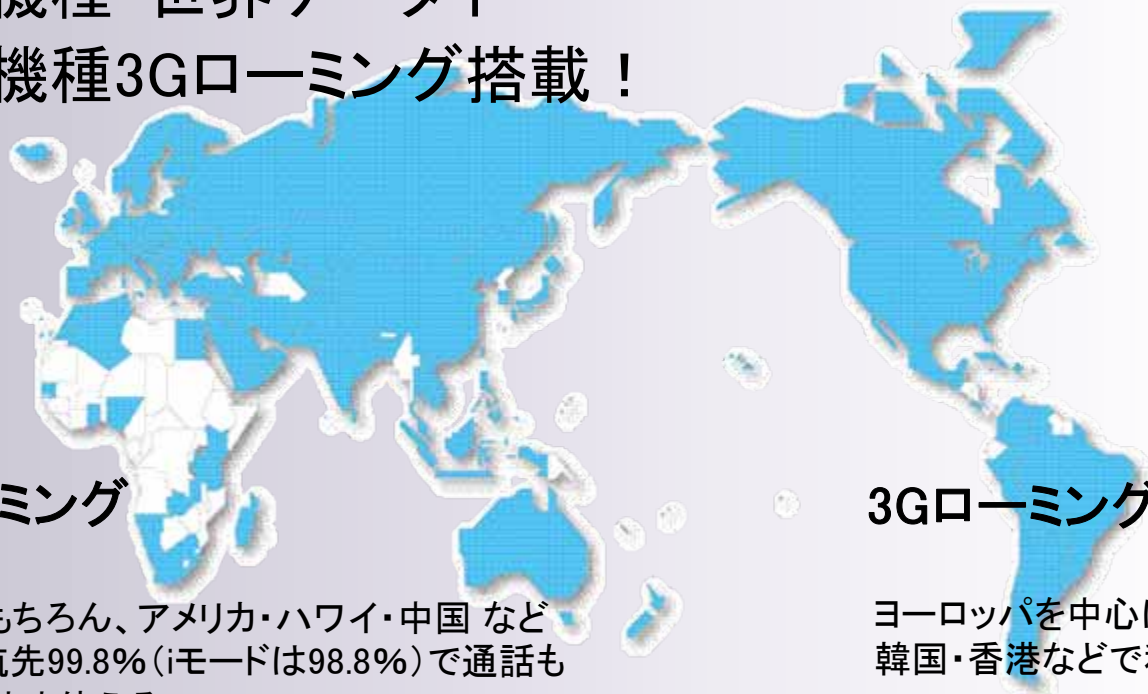 機種3Gローミング搭載！
ミング
もちろん、アメリカ・ハワイ・中国 など
先99.8%（iモードは98.8%）で通話も
3Gローミング
ヨーロッパを中心に
韓国・香港などで